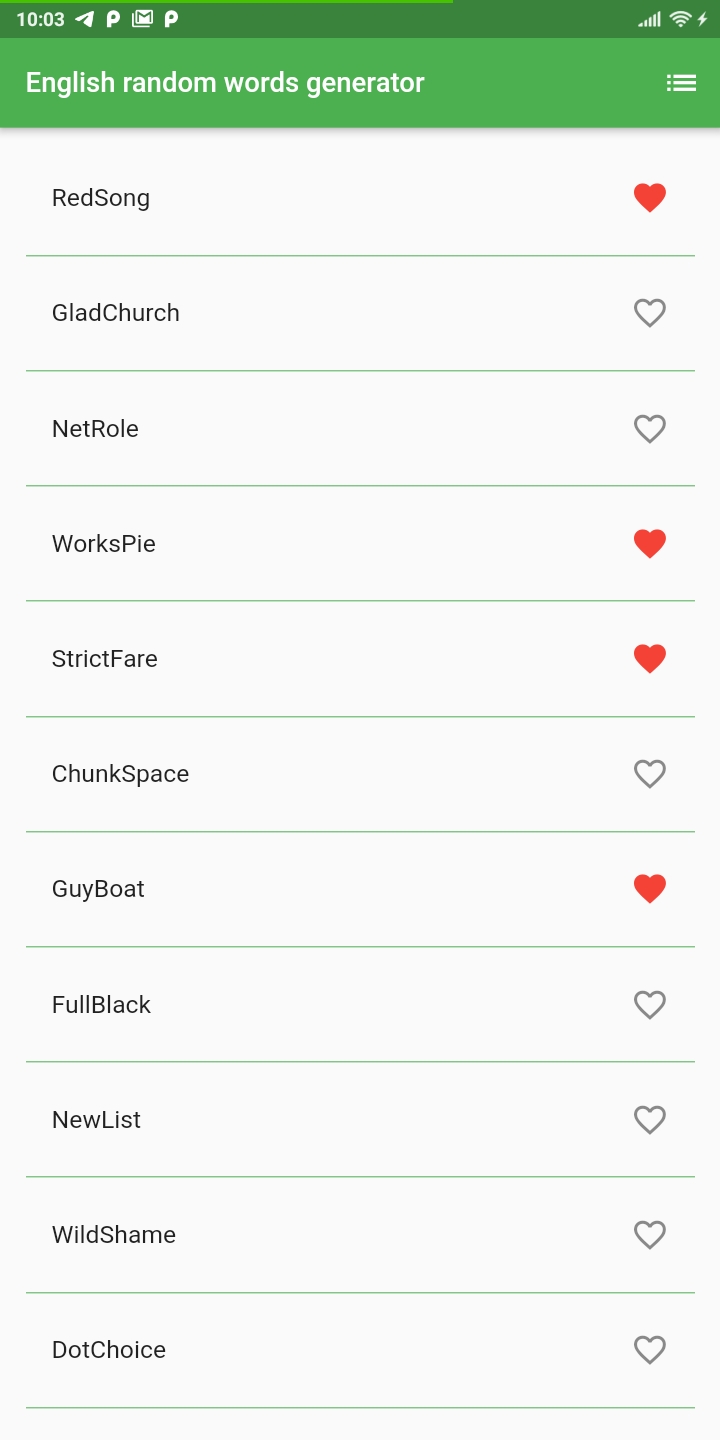 10:03
English random words generator
RedSong
GladChurch
NetRole
WorksPie
StrictFare
ChunkSpace
GuyBoat
FullBlack
NewList
WildShame
DotChoice